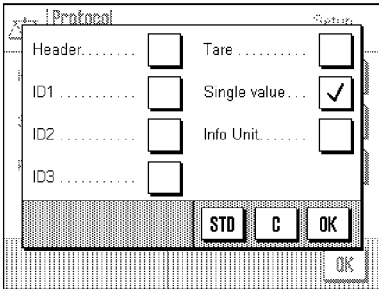 Protocol Setup
Header........ Tare...........
ID1 ............ Single value...
ID2 ............ Info Unit........
ID3 ............
STD C OK
OK